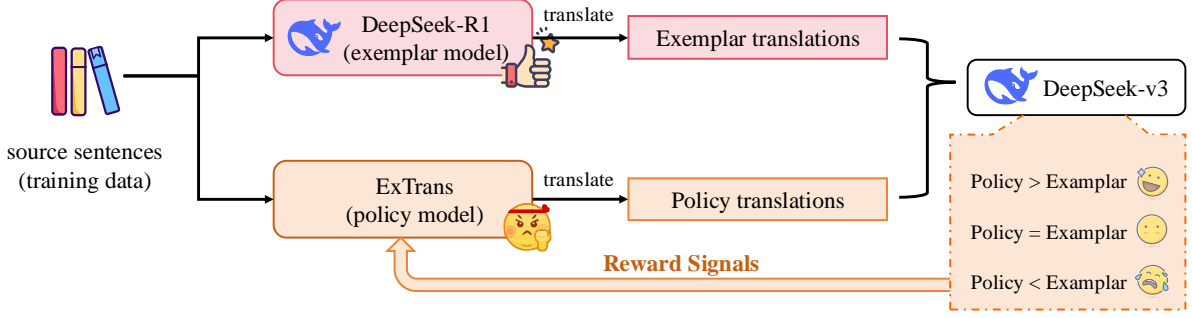 source sentences
(training data)
DeepSeek-R1
(exemplar model)
translate
Exemplar translations
ExTrans
(policy model)
translate
Policy translations
DeepSeek-v3
Policy > Examplar
Policy = Examplar
Policy < Examplar
Reward Signals